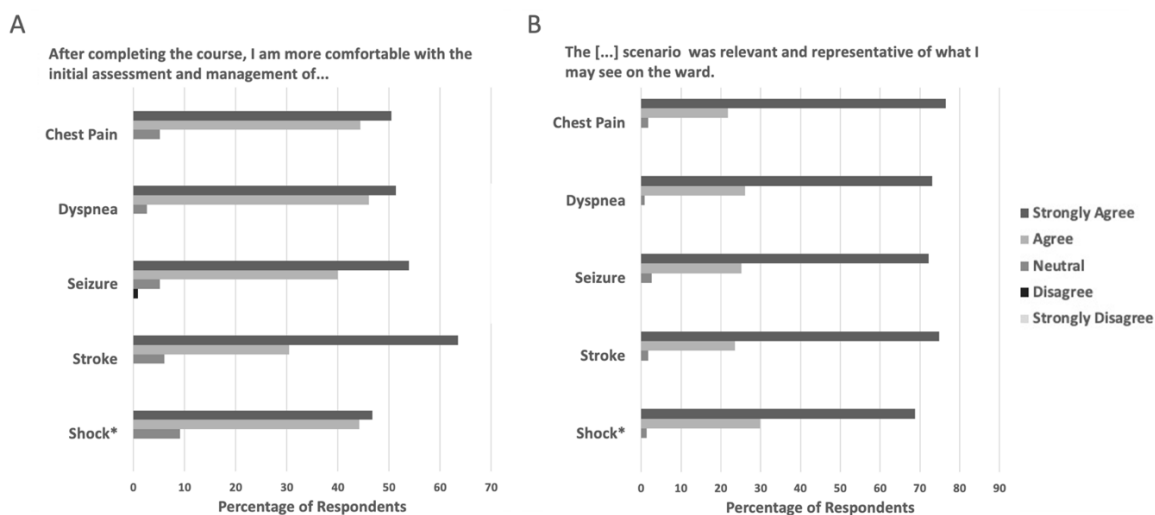 A
After completing the course, I am more comfortable with the
initial assessment and management of...
Chest Pain
Dyspnea
Seizure
Stroke
Shock*
0 10 20 30 40 50 60 70
Percentage of Respondents
B
The [...] scenario was relevant and representative of what I
may see on the ward.
Chest Pain
Dyspnea
Seizure
Stroke
Shock*
0 10 20 30 40 50 60 70 80 90
Percentage of Respondents
Strongly Agree
Agree
Neutral
Disagree
Strongly Disagree